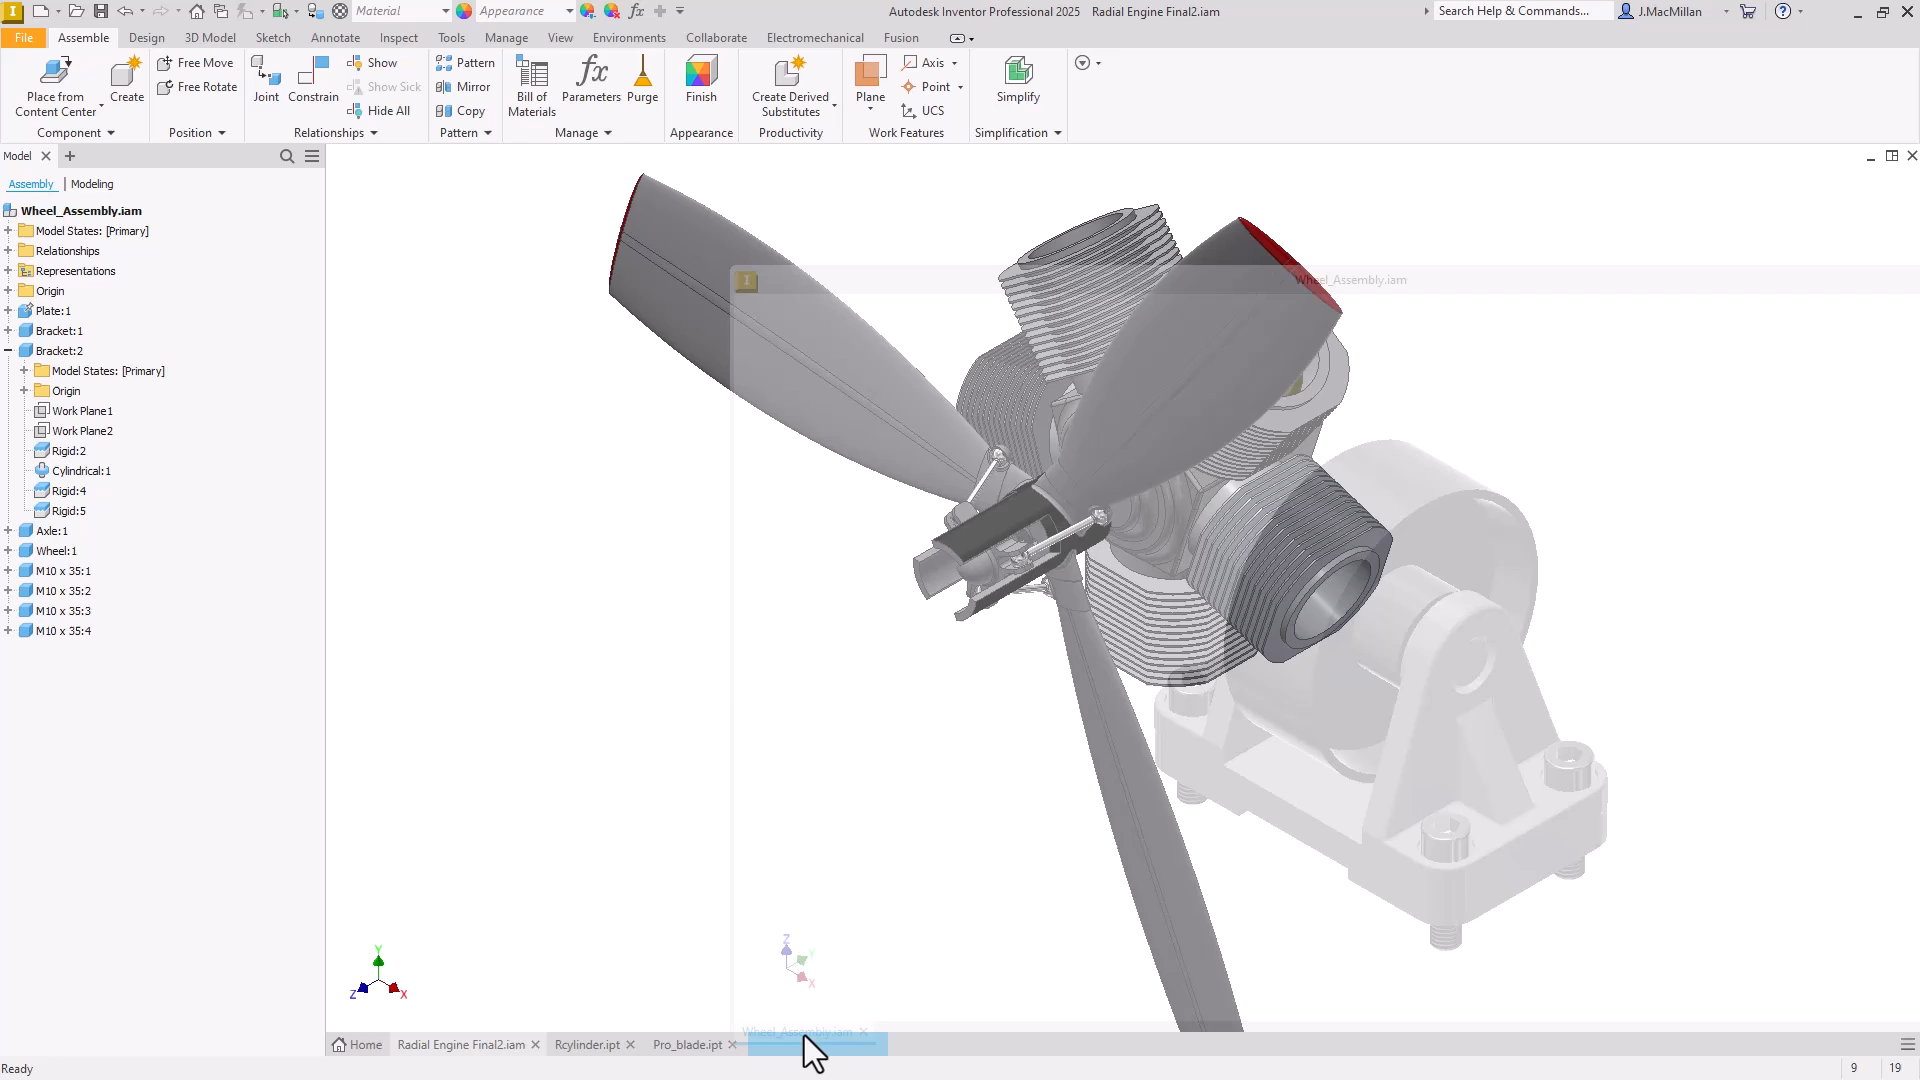 Material
Appearance
fx
Autodesk Inventor Professional 2025 Radial Engine Final2.iam
Search Help & Commands...
J.MacMillan
File
Assemble
Design
3D Model
Sketch
Annotate
Inspect
Tools
Manage
View
Environments
Collaborate
Electromechanical
Fusion
Place from
Content Center
Create
Component
Free Move
Free Rotate
Position
Joint
Constrain
Show
Show Sick
Hide All
Relationships
Pattern
Mirror
Copy
Pattern
Bill of
Materials
fx
Parameters
Purge
Manage
Finish
Appearance
Create Derived
Substitutes
Productivity
Plane
Axis
Point
UCS
Work Features
Simplify
Simplification
Model
Assembly | Modeling
Wheel_Assembly.iam
Model States: [Primary]
Relationships
Representations
Origin
Plate:1
Bracket:1
Bracket:2
Model States: [Primary]
Origin
Work Plane1
Work Plane2
Rigid:2
Cylindrical:1
Rigid:4
Rigid:5
Axle:1
Wheel:1
M10 x 35:1
M10 x 35:2
M10 x 35:3
M10 x 35:4
I
Wheel_Assembly.iam
Y
Z
X
Z
Y
X
Wheel_Assembly.iam
Home
Radial Engine Final2.iam
Rcylinder.ipt
Pro_blade.ipt
Ready
9
19